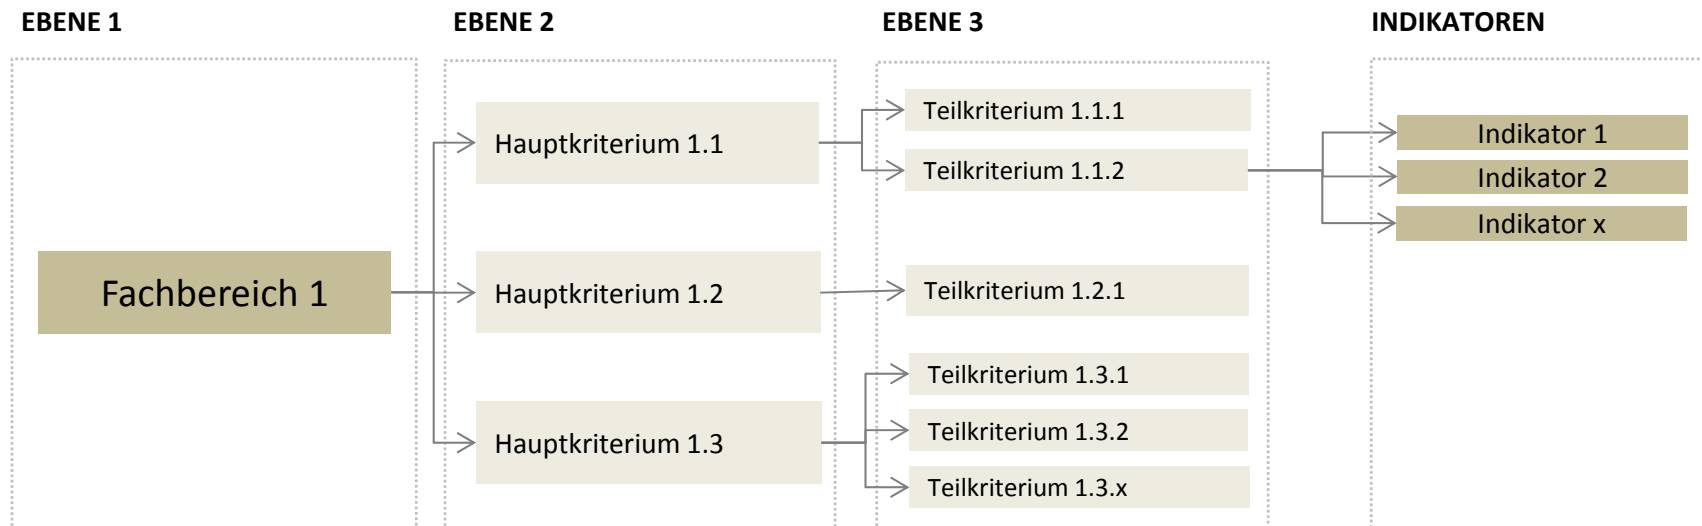 EBENE 1
EBENE 2
EBENE 3
INDIKATOREN
Fachbereich 1
Hauptkriterium 1.1
Hauptkriterium 1.2
Hauptkriterium 1.3
Teilkriterium 1.1.1
Teilkriterium 1.1.2
Teilkriterium 1.2.1
Teilkriterium 1.3.1
Teilkriterium 1.3.2
Teilkriterium 1.3.x
Indikator 1
Indikator 2
Indikator x